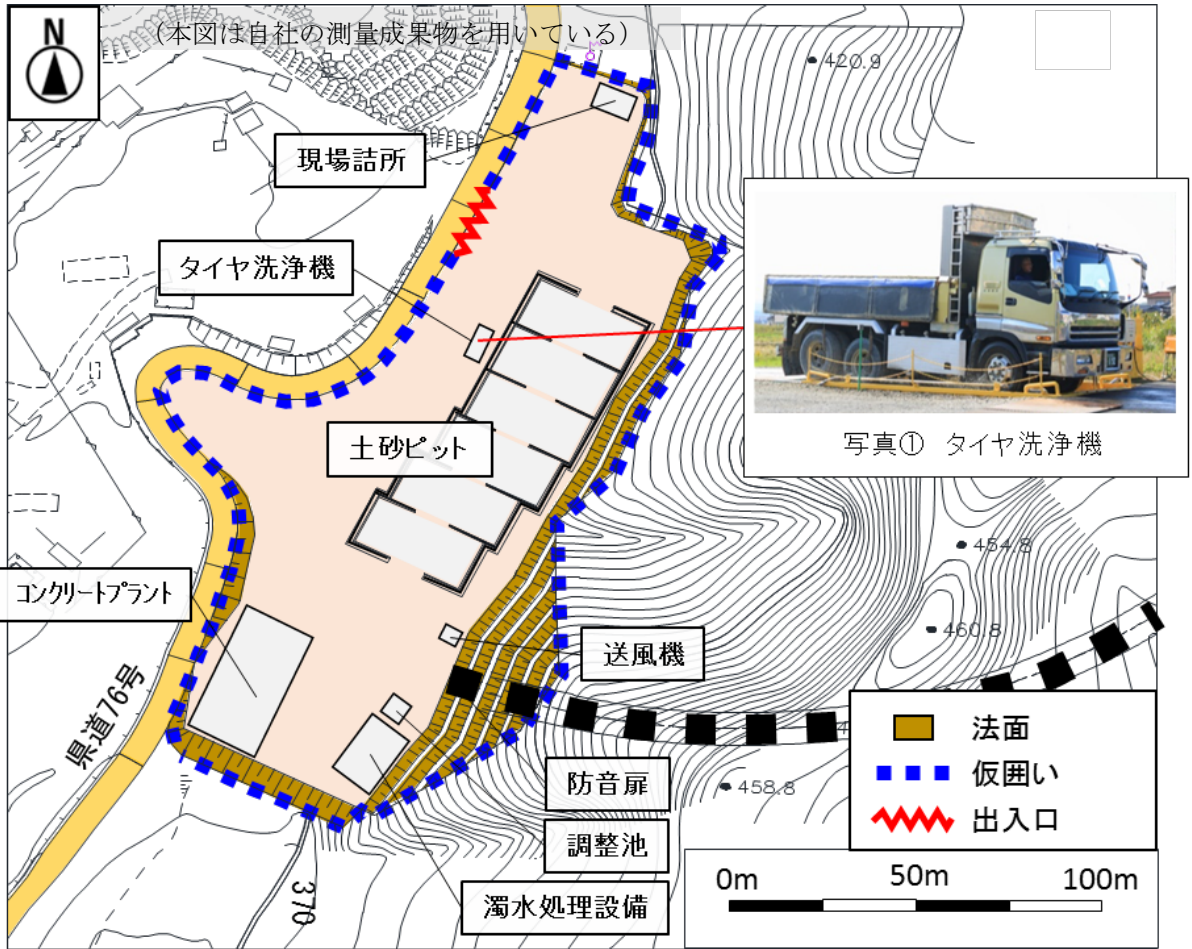 N
(本図は自社の測量成果物を用いている)
420.9
現場詰所
タイヤ洗浄機
写真① タイヤ洗浄機
土砂ピット
454.8
コンクリートプラント
460.8
送風機
県道76号
法面
防音扉
仮囲い
458.8
調整池
出入口
370
濁水処理設備
0m
50m
100m